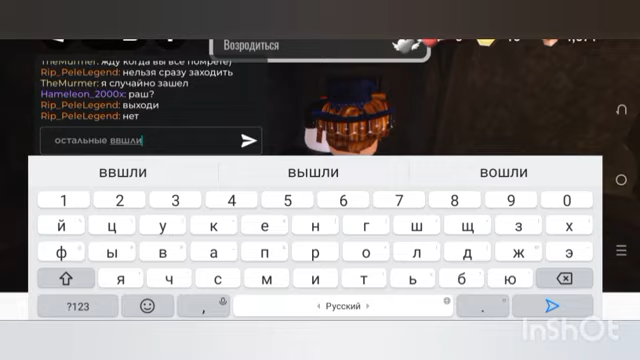 Возродиться
TheMurmer: жду когда вы все помрете)
Rip_PeleLegend: нельзя сразу заходить
TheMurmer: я случайно зашел
Hameleon_2000x: раш?
Rip_PeleLegend: выходи
Rip_PeleLegend: нет
остальные ввшли
ввшли вышли вошли
1 2 3 4 5 6 7 8 9 0
й ц у к е н г ш щ з х
ф ы в а п р о л д ж э
я ч с м и т ь б ю
?123 , Русский .
InShOt